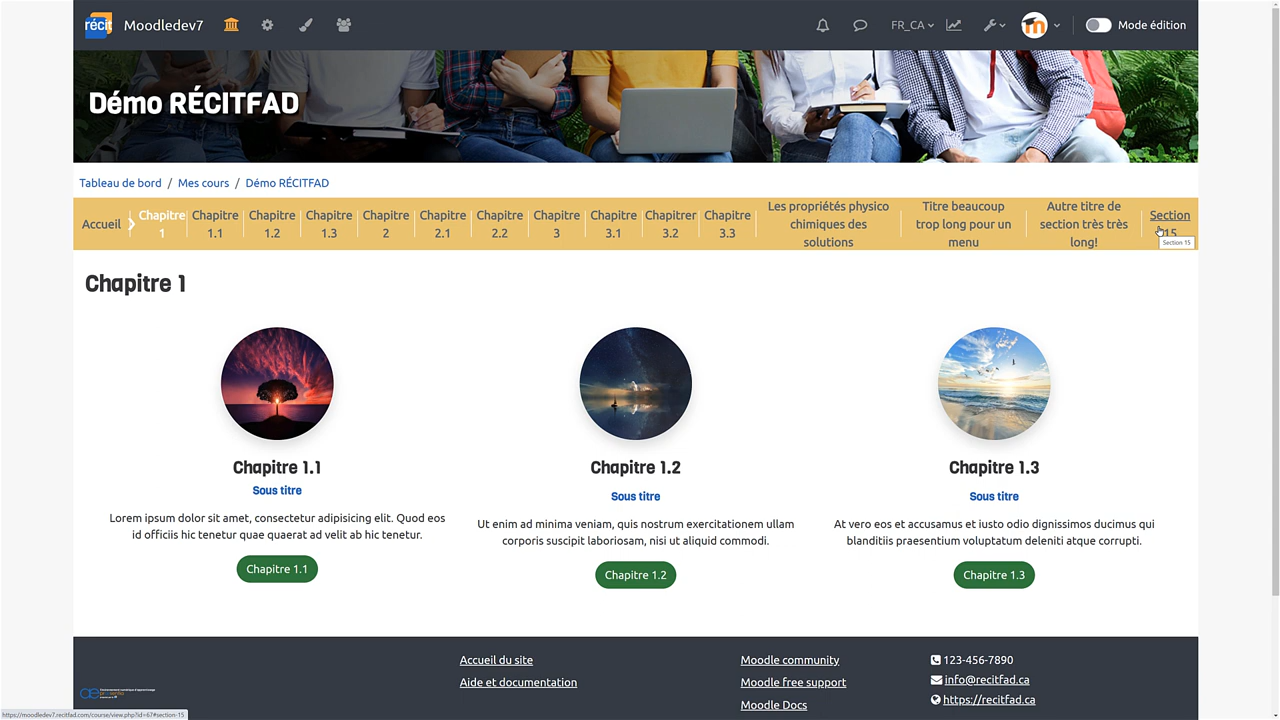 récit Moodledev7 FR_CA Mode édition
Démo RÉCITFAD
Tableau de bord / Mes cours / Démo RÉCITFAD
Accueil
Chapitre
1
Chapitre
1.1
Chapitre
1.2
Chapitre
1.3
Chapitre
2
Chapitre
2.1
Chapitre
2.2
Chapitre
3
Chapitre
3.1
Chapitrer
3.2
Chapitre
3.3
Les propriétés physico
chimiques des
solutions
Titre beaucoup
trop long pour un
menu
Autre titre de
section très très
long!
Section
15
Section 15
Chapitre 1
Chapitre 1.1
Sous titre
Lorem ipsum dolor sit amet, consectetur adipisicing elit. Quod eos
id officiis hic tenetur quae quaerat ad velit ab hic tenetur.
Chapitre 1.1
Chapitre 1.2
Sous titre
Ut enim ad minima veniam, quis nostrum exercitationem ullam
corporis suscipit laboriosam, nisi ut aliquid commodi.
Chapitre 1.2
Chapitre 1.3
Sous titre
At vero eos et accusamus et iusto odio dignissimos ducimus qui
blanditiis praesentium voluptatum deleniti atque corrupti.
Chapitre 1.3
Accueil du site
Aide et documentation
Moodle community
Moodle free support
Moodle Docs
123-456-7890
info@recitfad.ca
https://recitfad.ca
https://moodledev7.recitfad.com/course/view.php?id=67#section-15